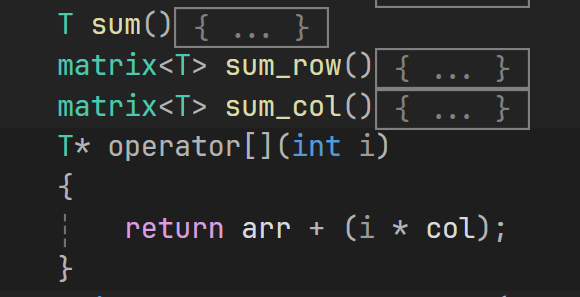 T sum() { ... }
matrix<T> sum_row() { ... }
matrix<T> sum_col() { ... }
T* operator[](int i)
{
return arr + (i * col);
}